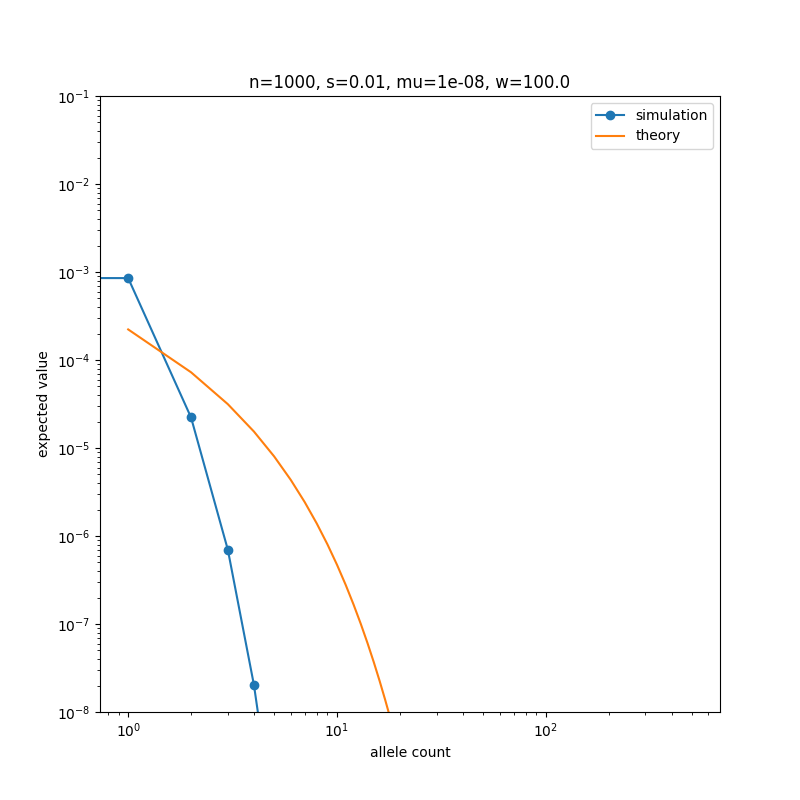 n=1000, s=0.01, mu=1e-08, w=100.0
simulation
theory
expected value
10⁻¹
10⁻²
10⁻³
10⁻⁴
10⁻⁵
10⁻⁶
10⁻⁷
10⁻⁸
10⁰
10¹
10²
allele count